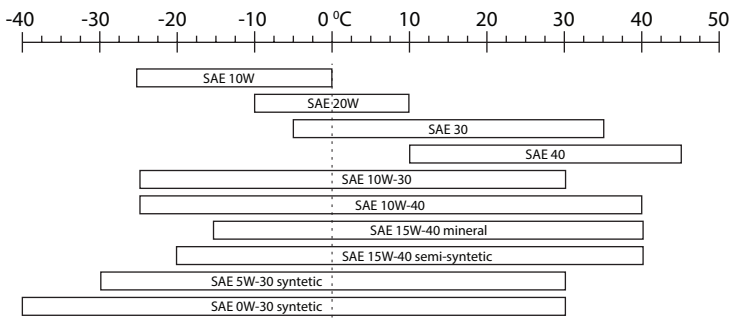 -40 -30 -20 -10 0 ⁰C 10 20 30 40 50
SAE 10W
SAE 20W
SAE 30
SAE 40
SAE 10W-30
SAE 10W-40
SAE 15W-40 mineral
SAE 15W-40 semi-syntetic
SAE 5W-30 syntetic
SAE 0W-30 syntetic